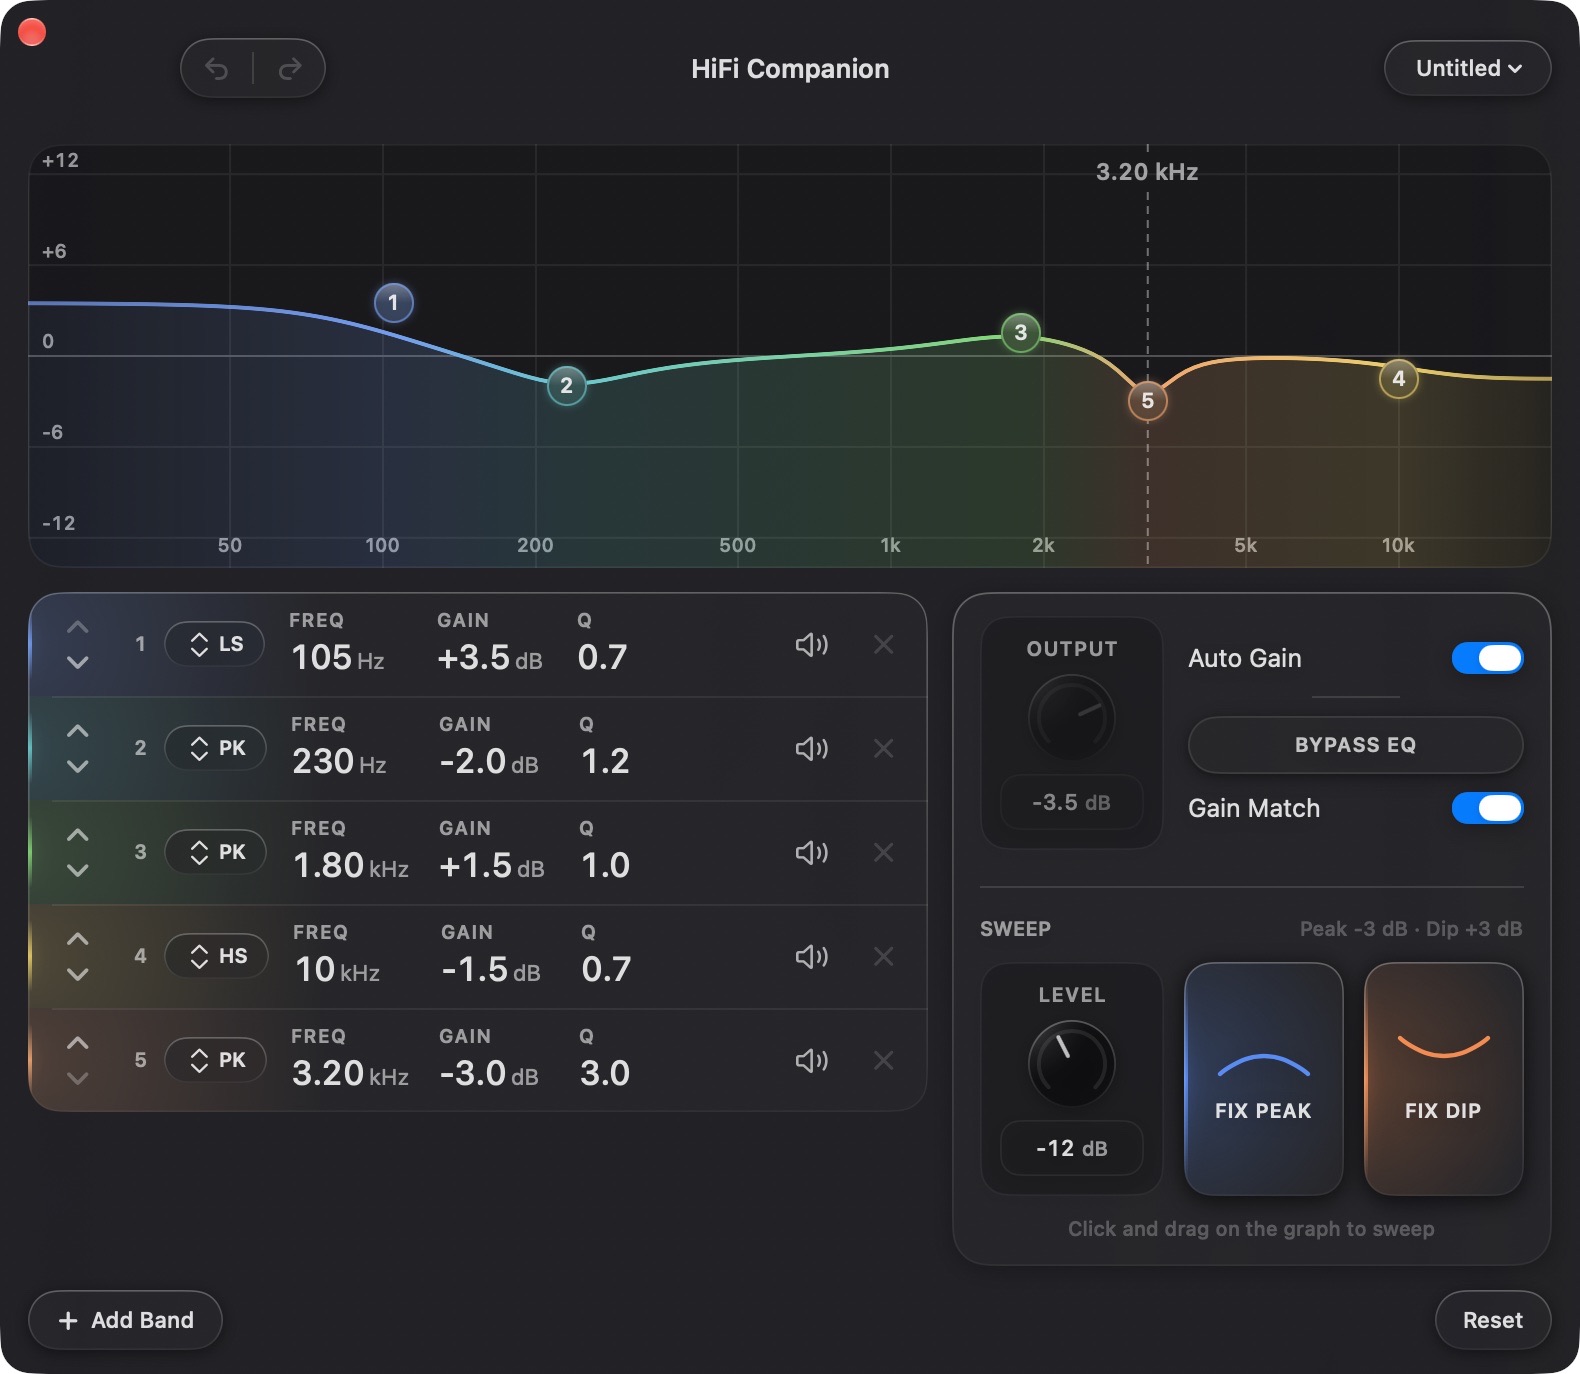 HiFi Companion
Untitled
+12
+6
0
-6
-12
3.20 kHz
1
2
3
5
4
50 100 200 500 1k 2k 5k 10k
1 LS FREQ 105 Hz GAIN +3.5 dB Q 0.7
2 PK FREQ 230 Hz GAIN -2.0 dB Q 1.2
3 PK FREQ 1.80 kHz GAIN +1.5 dB Q 1.0
4 HS FREQ 10 kHz GAIN -1.5 dB Q 0.7
5 PK FREQ 3.20 kHz GAIN -3.0 dB Q 3.0
OUTPUT
-3.5 dB
Auto Gain
BYPASS EQ
Gain Match
SWEEP
Peak -3 dB · Dip +3 dB
LEVEL
-12 dB
FIX PEAK
FIX DIP
Click and drag on the graph to sweep
+ Add Band
Reset